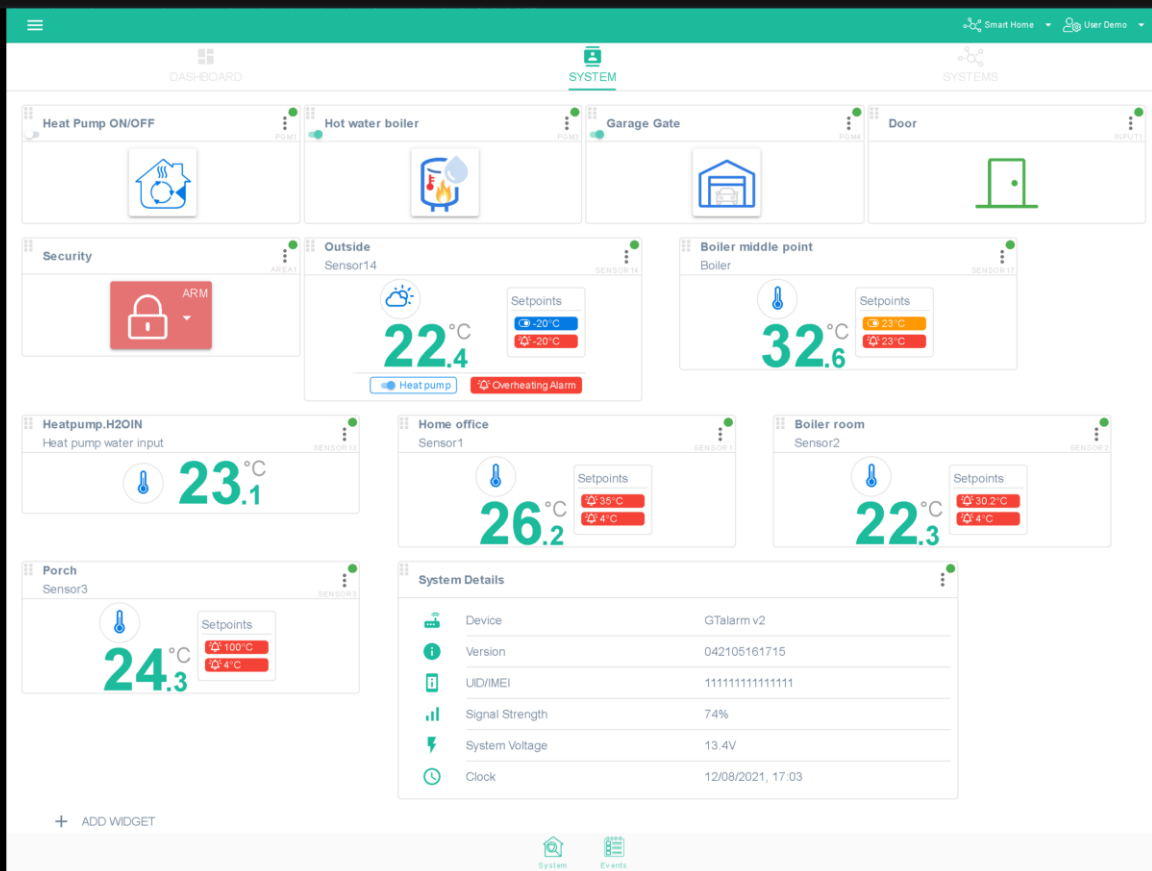 Smart Home
User Demo
DASHBOARD
SYSTEM
SYSTEMS
Heat Pump ON/OFF
PGM1
Hot water boiler
PGM3
Garage Gate
PGM4
Door
INPUT1
Security
AREA1
ARM
Outside
Sensor14
SENSOR14
22.4 °C
Setpoints
-20°C
-20°C
Heat pump
Overheating Alarm
Boiler middle point
Boiler
SENSOR17
32.6 °C
Setpoints
23°C
23°C
Heatpump.H2OIN
Heat pump water input
23.1 °C
Home office
Sensor1
SENSOR1
26.2 °C
Setpoints
35°C
4°C
Boiler room
Sensor2
SENSOR2
22.3 °C
Setpoints
30.2°C
4°C
Porch
Sensor3
SENSOR3
24.3 °C
Setpoints
100°C
4°C
System Details
Device GTalarm v2
Version 042105161715
UID/IMEI 111111111111111
Signal Strength 74%
System Voltage 13.4V
Clock 12/08/2021, 17:03
+ ADD WIDGET
System
Events